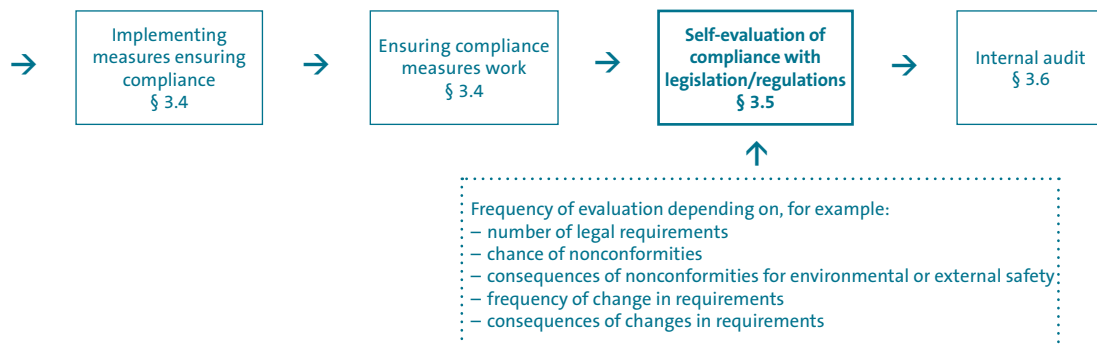 →
Implementing
measures ensuring
compliance
§ 3.4
→
Ensuring compliance
measures work
§ 3.4
→
Self-evaluation of
compliance with
legislation/regulations
§ 3.5
→
Internal audit
§ 3.6
↑
Frequency of evaluation depending on, for example:
– number of legal requirements
– chance of nonconformities
– consequences of nonconformities for environmental or external safety
– frequency of change in requirements
– consequences of changes in requirements